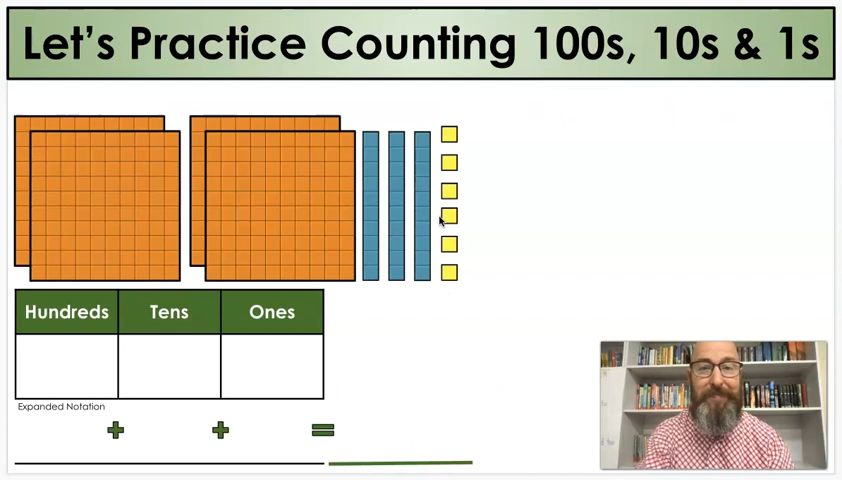 Let's Practice Counting 100s, 10s & 1s
Hundreds Tens Ones
Expanded Notation
+ + =